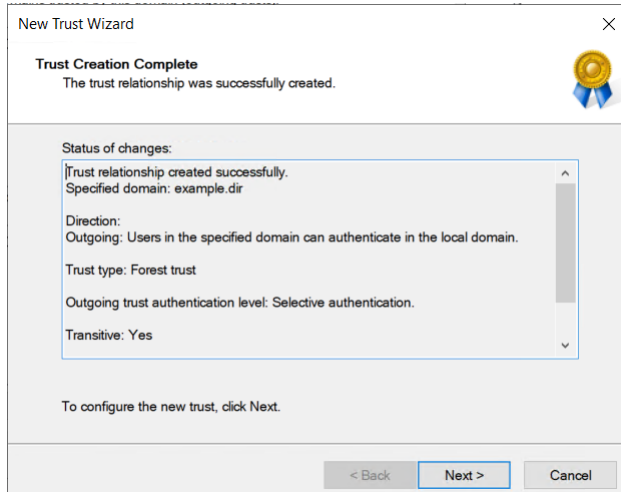 New Trust Wizard
Trust Creation Complete
The trust relationship was successfully created.
Status of changes:
Trust relationship created successfully.
Specified domain: example.dir
Direction:
Outgoing: Users in the specified domain can authenticate in the local domain.
Trust type: Forest trust
Outgoing trust authentication level: Selective authentication.
Transitive: Yes
To configure the new trust, click Next.
< Back
Next >
Cancel